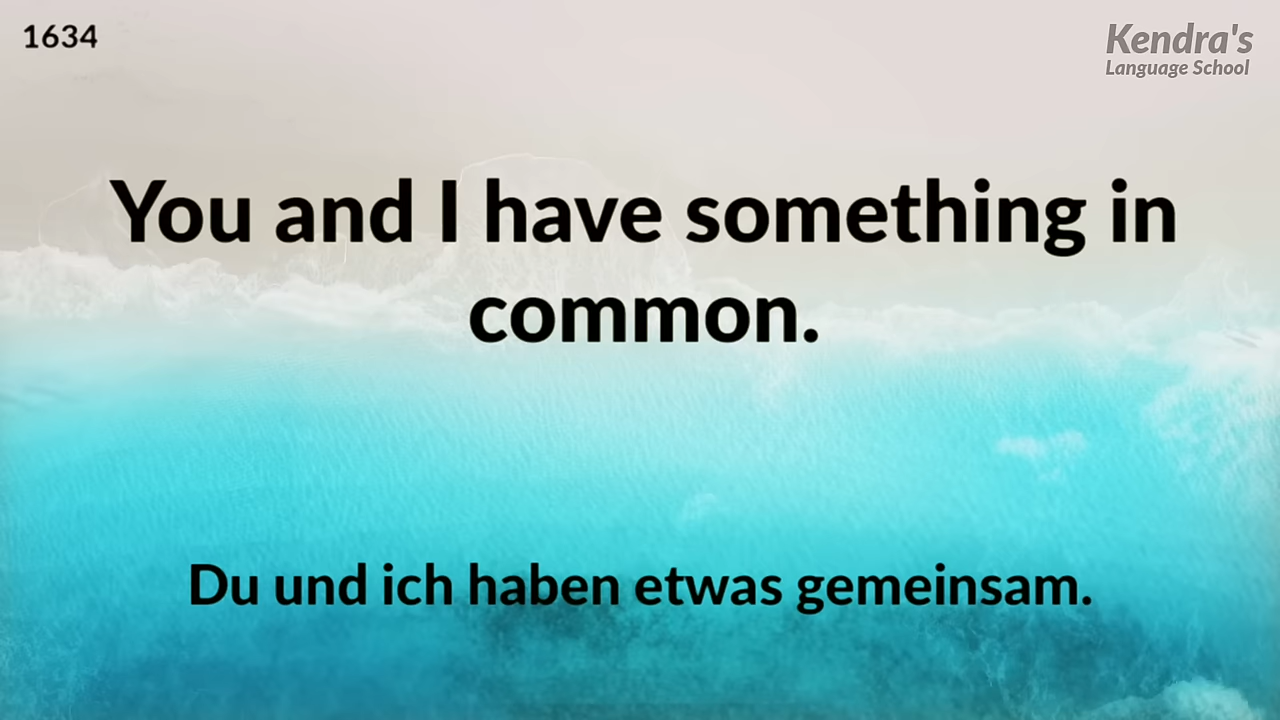 1634
Kendra's
Language School
You and I have something in
common.
Du und ich haben etwas gemeinsam.